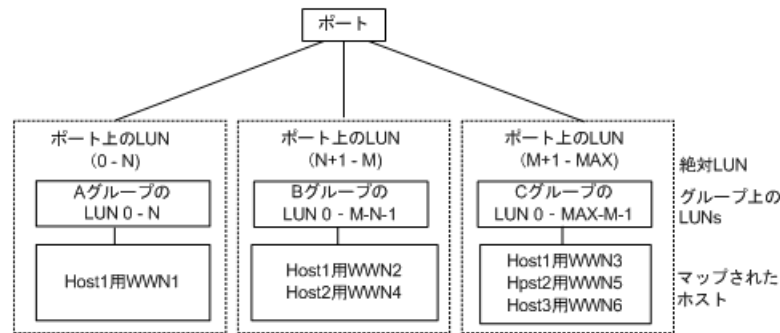 ポート
ポート上のLUN
(0 - N)
Aグループの
LUN 0 - N
Host1用WWN1
ポート上のLUN
(N+1 - M)
Bグループの
LUN 0 - M-N-1
Host1用WWN2
Host2用WWN4
ポート上のLUN
(M+1 - MAX)
Cグループの
LUN 0 - MAX-M-1
Host1用WWN3
Hpst2用WWN5
Host3用WWN6
絶対LUN
グループ上の
LUNs
マップされた
ホスト